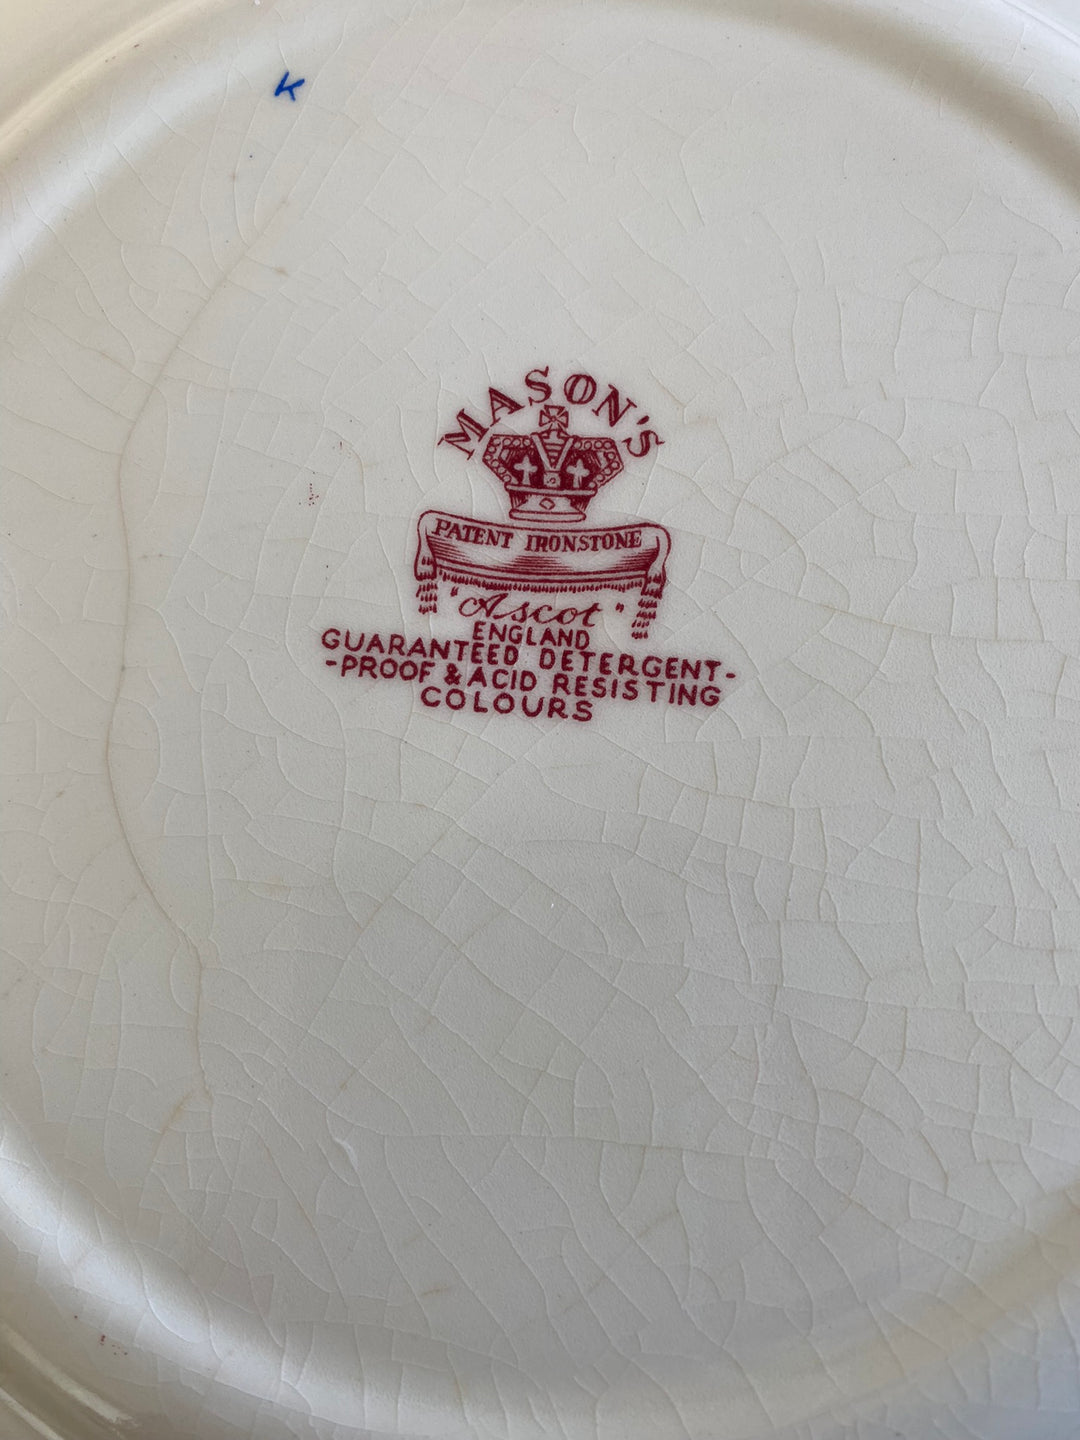 K
MASON'S
PATENT IRONSTONE
"Ascot"
ENGLAND
GUARANTEED DETERGENT-
-PROOF & ACID RESISTING
COLOURS